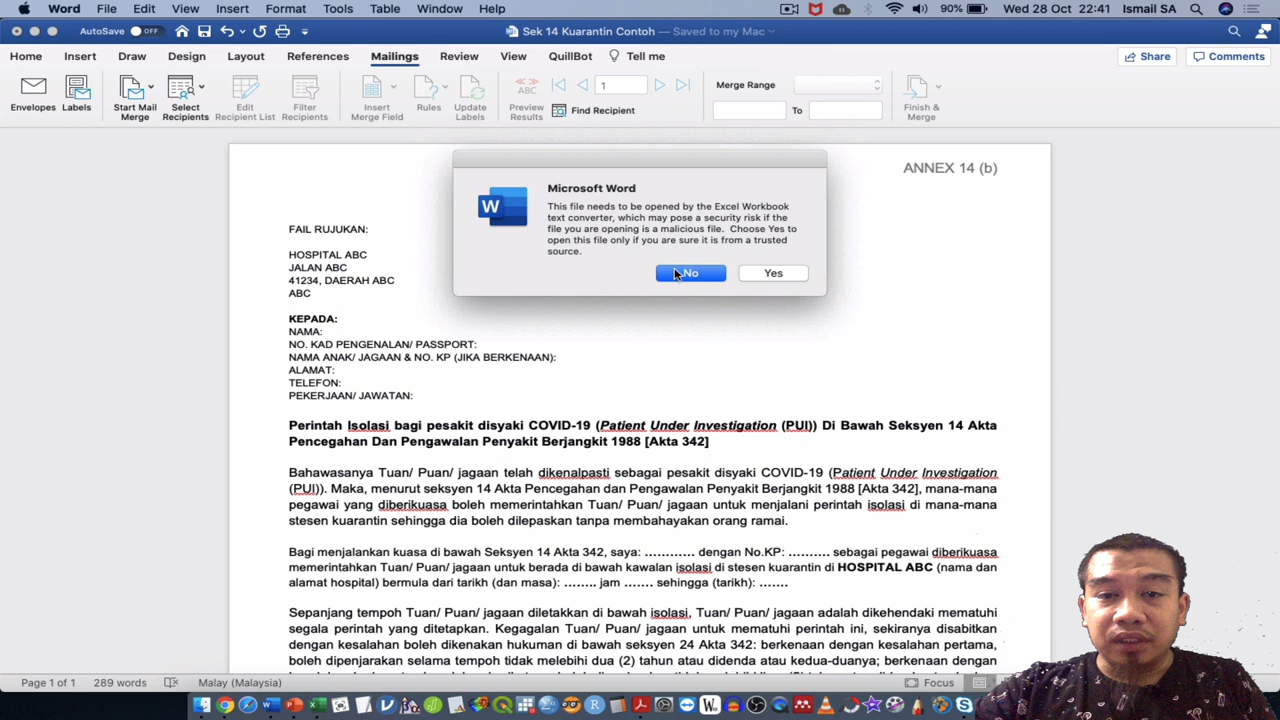 Word File Edit View Insert Format Tools Table Window Help 90% Wed 28 Oct 22:41 Ismail SA
AutoSave OFF Sek 14 Kuarantin Contoh — Saved to my Mac
Home Insert Draw Design Layout References Mailings Review View QuillBot Tell me Share Comments
Envelopes
Labels
Start Mail
Merge
Select
Recipients
Edit
Recipient List
Filter
Recipients
Insert
Merge Field
Rules
Update
Labels
ABC
Preview
Results
1
Find Recipient
Merge Range
To
Finish &
Merge
ANNEX 14 (b)
Microsoft Word
This file needs to be opened by the Excel Workbook
text converter, which may pose a security risk if the
file you are opening is a malicious file. Choose Yes to
open this file only if you are sure it is from a trusted
source.
No Yes
FAIL RUJUKAN:
HOSPITAL ABC
JALAN ABC
41234, DAERAH ABC
ABC
KEPADA:
NAMA:
NO. KAD PENGENALAN/ PASSPORT:
NAMA ANAK/ JAGAAN & NO. KP (JIKA BERKENAAN):
ALAMAT:
TELEFON:
PEKERJAAN/ JAWATAN:
Perintah Isolasi bagi pesakit disyaki COVID-19 (Patient Under Investigation (PUI)) Di Bawah Seksyen 14 Akta
Pencegahan Dan Pengawalan Penyakit Berjangkit 1988 [Akta 342]
Bahawasanya Tuan/ Puan/ jagaan telah dikenalpasti sebagai pesakit disyaki COVID-19 (Patient Under Investigation
(PUI)). Maka, menurut seksyen 14 Akta Pencegahan dan Pengawalan Penyakit Berjangkit 1988 [Akta 342], mana-mana
pegawai yang diberikuasa boleh memerintahkan Tuan/ Puan/ jagaan untuk menjalani perintah isolasi di mana-mana
stesen kuarantin sehingga dia boleh dilepaskan tanpa membahayakan orang ramai.
Bagi menjalankan kuasa di bawah Seksyen 14 Akta 342, saya: ............ dengan No.KP: .......... sebagai pegawai diberikuasa
memerintahkan Tuan/ Puan/ jagaan untuk berada di bawah kawalan isolasi di stesen kuarantin di HOSPITAL ABC (nama dan
alamat hospital) bermula dari tarikh (dan masa): ........ jam ....... sehingga (tarikh): .......
Sepanjang tempoh Tuan/ Puan/ jagaan diletakkan di bawah isolasi, Tuan/ Puan/ jagaan adalah dikehendaki mematuhi
segala perintah yang ditetapkan. Kegagalan Tuan/ Puan/ jagaan untuk mematuhi perintah ini, sekiranya disabitkan
dengan kesalahan boleh dikenakan hukuman di bawah seksyen 24 Akta 342: berkenaan dengan kesalahan pertama,
boleh dipenjarakan selama tempoh tidak melebihi dua (2) tahun atau didenda atau kedua-duanya; berkenaan dengan
Page 1 of 1 289 words Malay (Malaysia) Focus